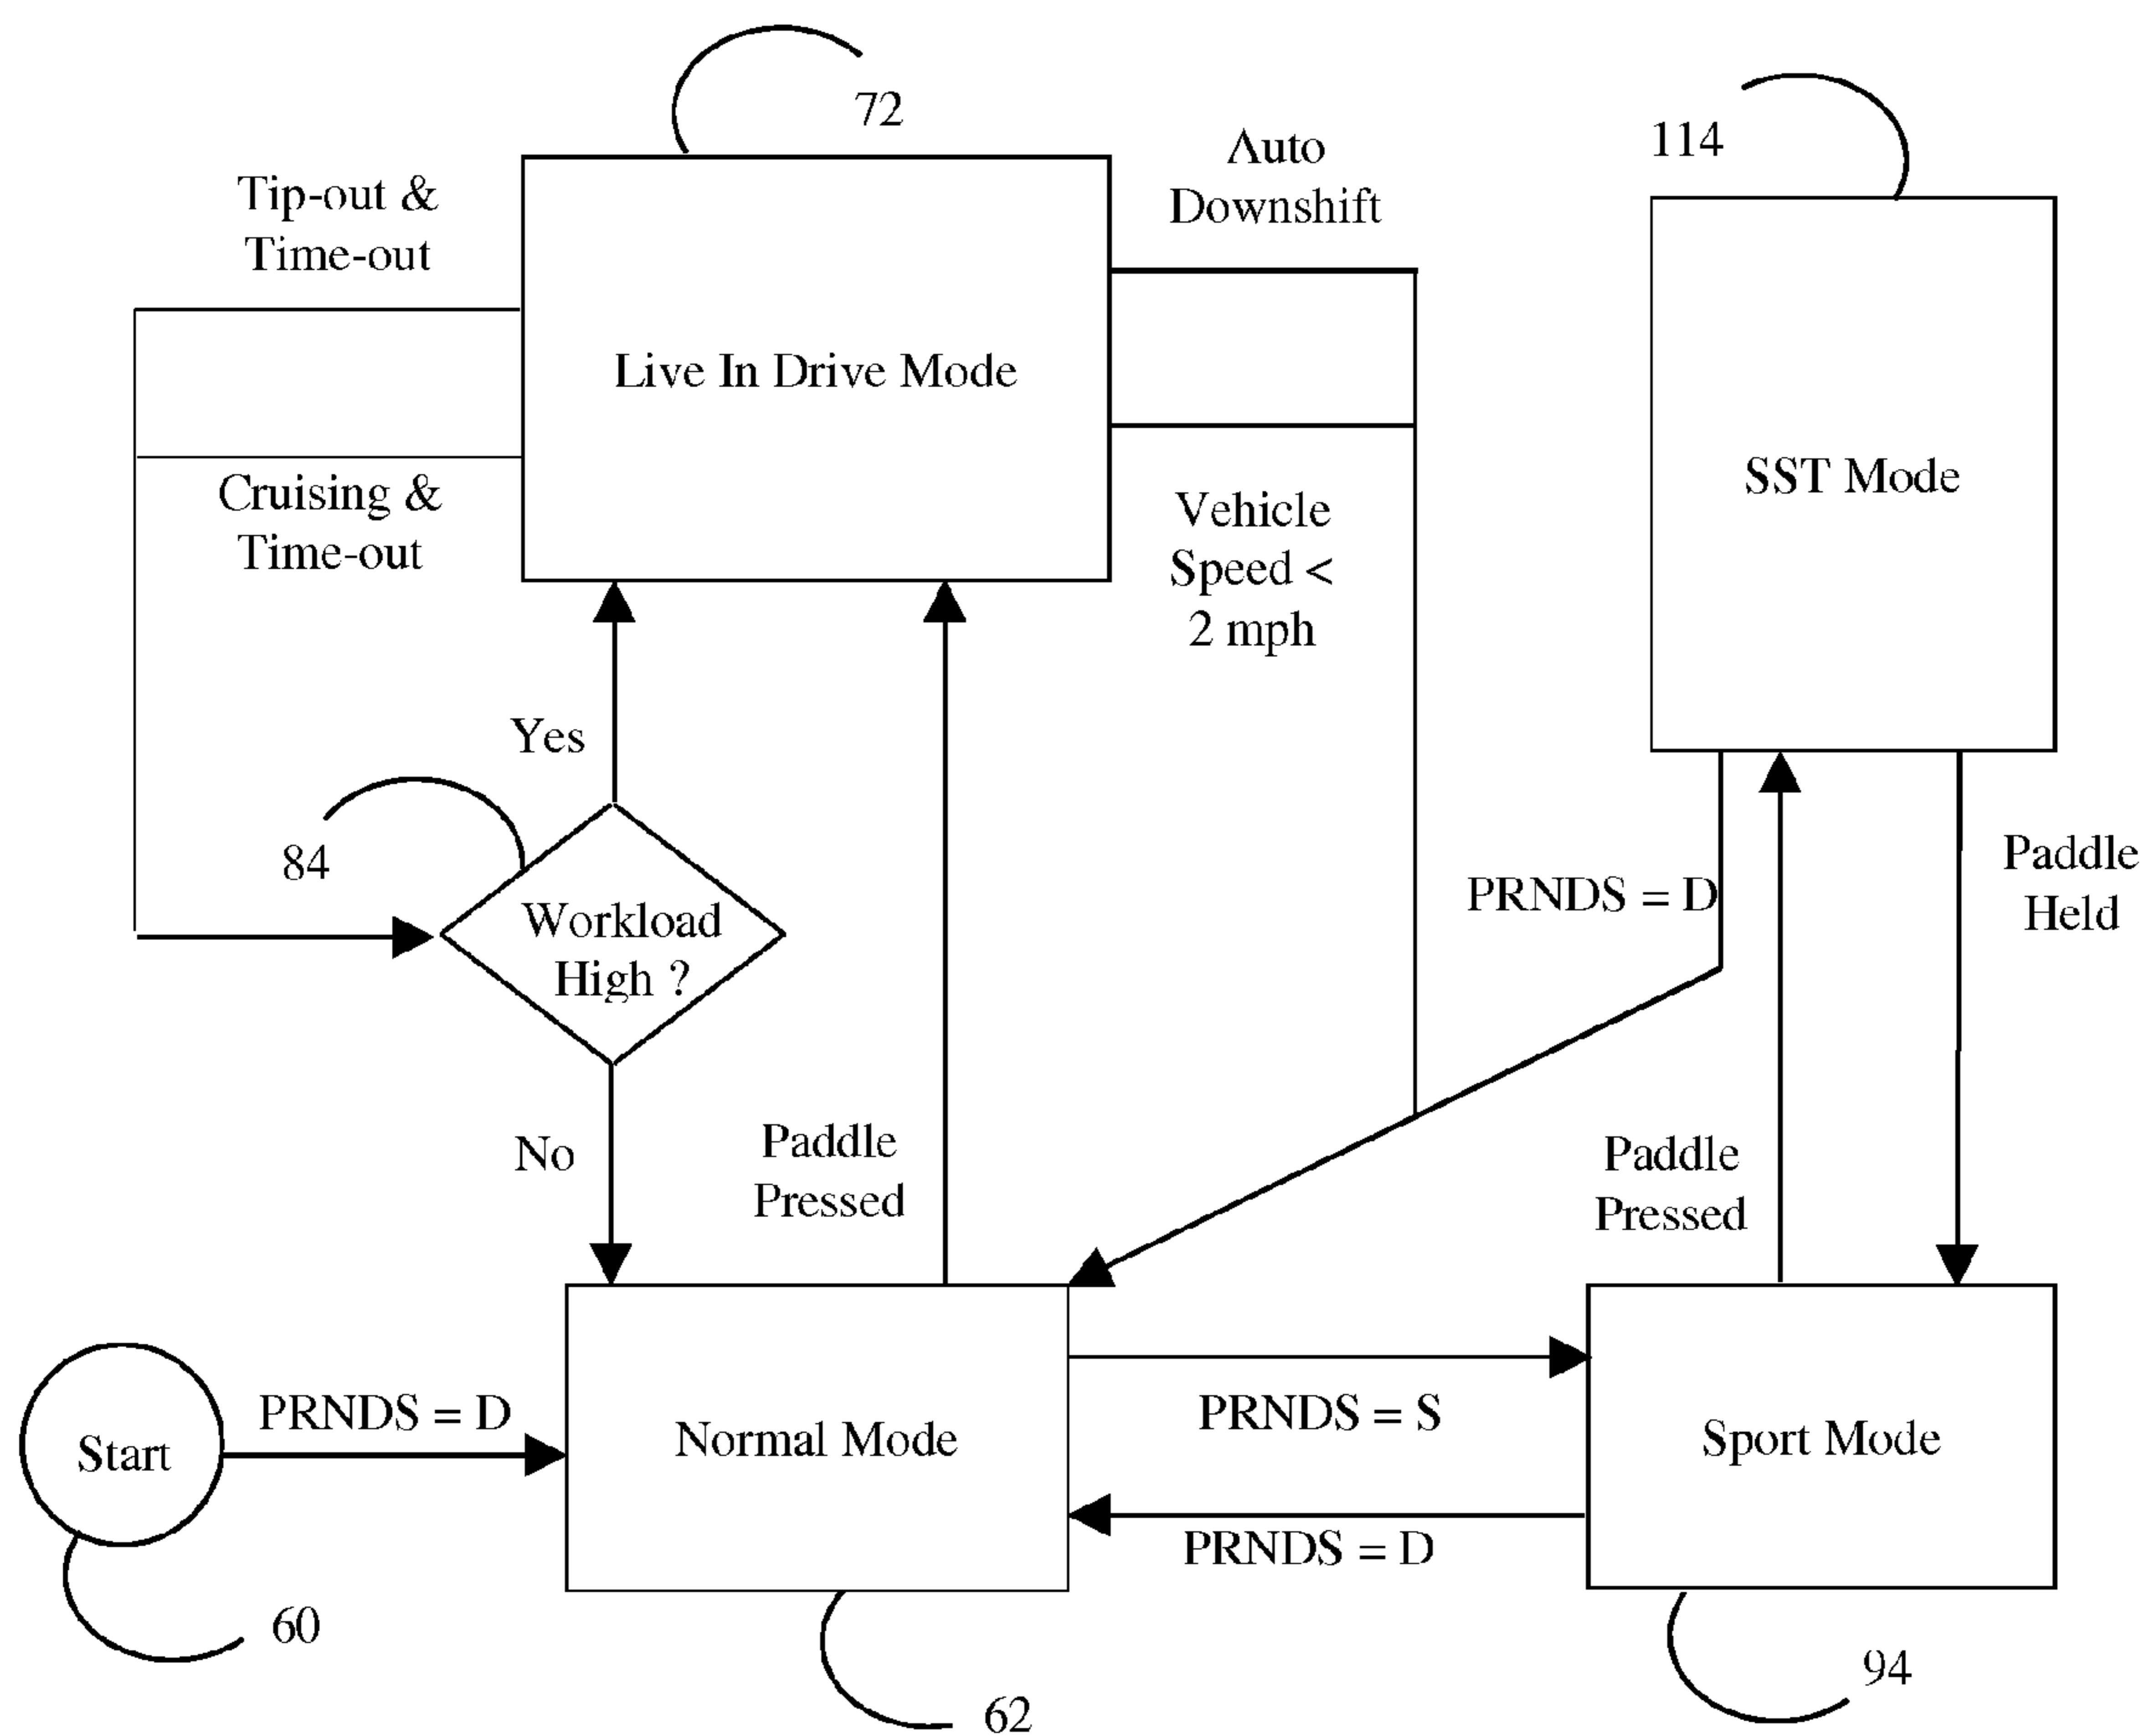 72
114
Auto
Downshift
Tip-out &
Time-out
Live In Drive Mode
SST Mode
Cruising &
Time-out
Vehicle
Speed <
2 mph
Yes
84
Workload
High ?
PRNDS = D
Paddle
Held
No
Paddle
Pressed
Paddle
Pressed
Start
PRNDS = D
Normal Mode
PRNDS = S
PRNDS = D
Sport Mode
60
62
94